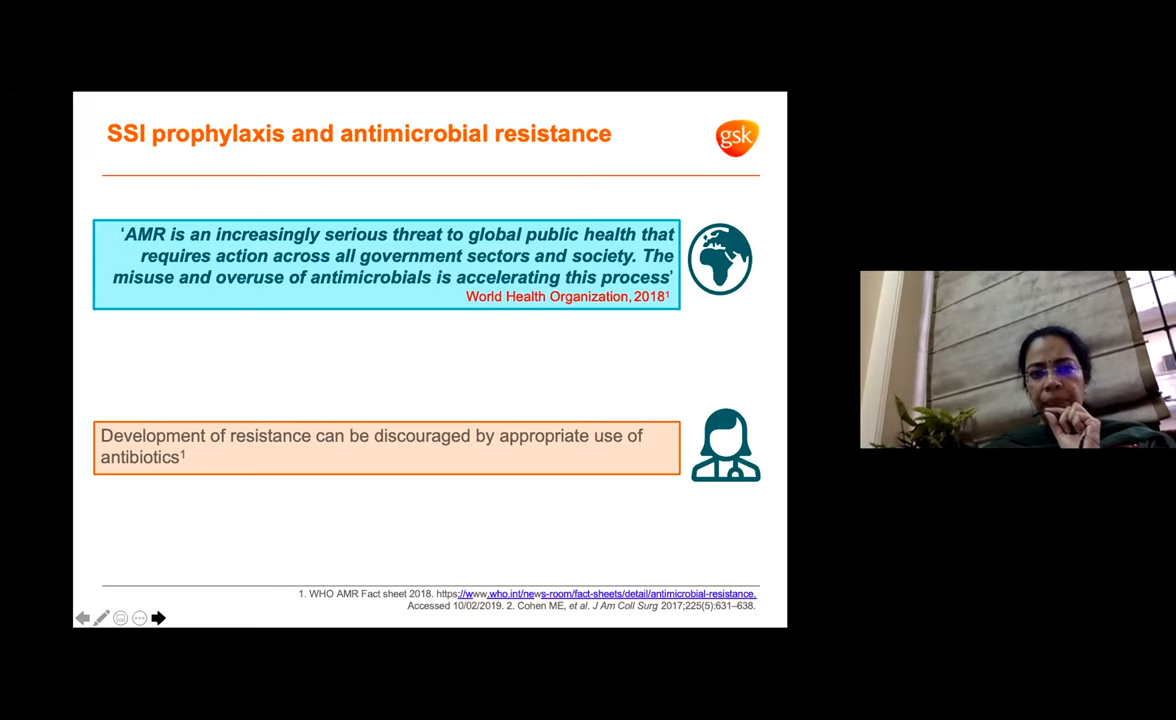 SSI prophylaxis and antimicrobial resistance
gsk
‘AMR is an increasingly serious threat to global public health that
requires action across all government sectors and society. The
misuse and overuse of antimicrobials is accelerating this process’
World Health Organization, 2018¹
Development of resistance can be discouraged by appropriate use of
antibiotics¹
1. WHO AMR Fact sheet 2018. https://www.who.int/news-room/fact-sheets/detail/antimicrobial-resistance.
Accessed 10/02/2019. 2. Cohen ME, et al. J Am Coll Surg 2017;225(5):631–638.